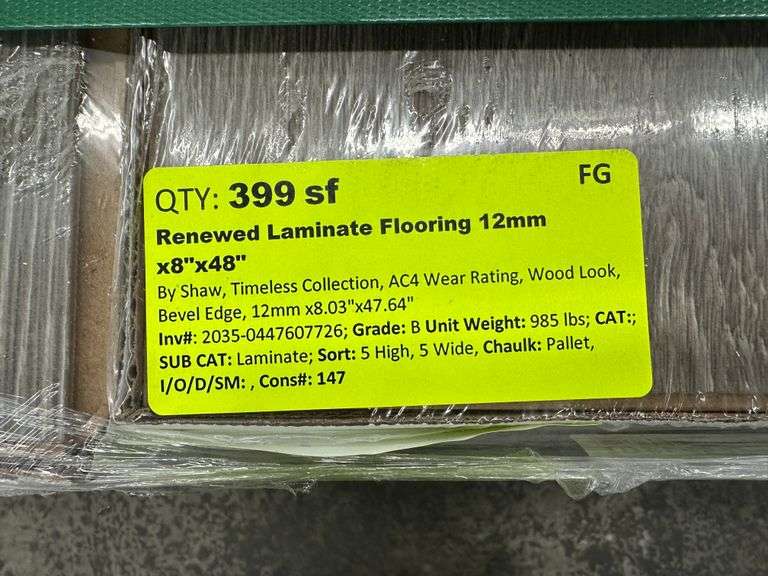 QTY: 399 sf FG
Renewed Laminate Flooring 12mm
x8"x48"
By Shaw, Timeless Collection, AC4 Wear Rating, Wood Look,
Bevel Edge, 12mm x8.03"x47.64"
Inv#: 2035-0447607726; Grade: B Unit Weight: 985 lbs; CAT:;
SUB CAT: Laminate; Sort: 5 High, 5 Wide, Chaulk: Pallet,
I/O/D/SM: , Cons#: 147